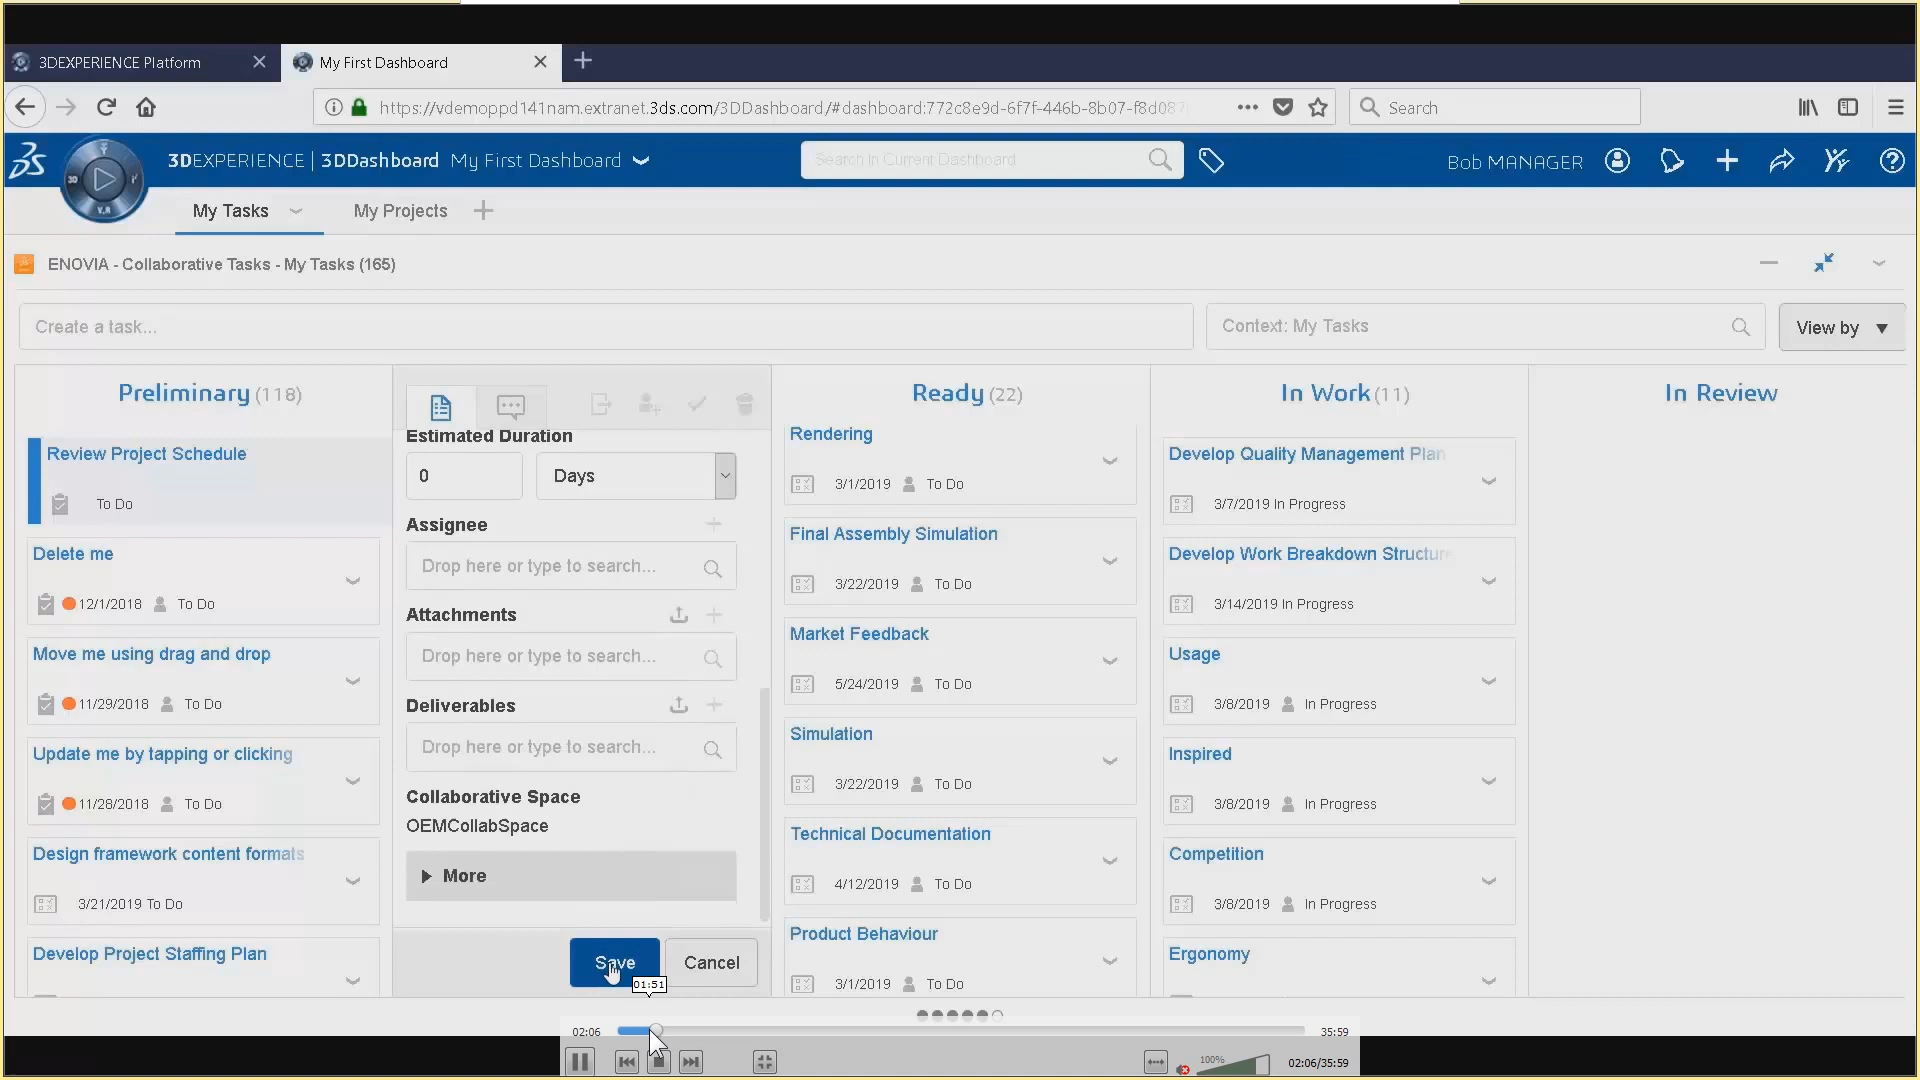 3DEXPERIENCE Platform
My First Dashboard
https://vdemoppd141nam.extranet.3ds.com/3DDashboard/#dashboard:772c8e9d-6f7f-446b-8b07-f8d087
Search
3DEXPERIENCE | 3DDashboard My First Dashboard
Search In Current Dashboard
Bob MANAGER
3D
V.R
My Tasks
My Projects
ENOVIA - Collaborative Tasks - My Tasks (165)
Create a task...
Context: My Tasks
View by
Preliminary (118)
Review Project Schedule
To Do
Delete me
12/1/2018 To Do
Move me using drag and drop
11/29/2018 To Do
Update me by tapping or clicking
11/28/2018 To Do
Design framework content formats
3/21/2019 To Do
Develop Project Staffing Plan
Estimated Duration
0 Days
Assignee
Drop here or type to search...
Attachments
Drop here or type to search...
Deliverables
Drop here or type to search...
Collaborative Space
OEMCollabSpace
More
Save Cancel
Ready (22)
Rendering
3/1/2019 To Do
Final Assembly Simulation
3/22/2019 To Do
Market Feedback
5/24/2019 To Do
Simulation
3/22/2019 To Do
Technical Documentation
4/12/2019 To Do
Product Behaviour
3/1/2019 To Do
In Work (11)
Develop Quality Management Plan
3/7/2019 In Progress
Develop Work Breakdown Structure
3/14/2019 In Progress
Usage
3/8/2019 In Progress
Inspired
3/8/2019 In Progress
Competition
3/8/2019 In Progress
Ergonomy
In Review
01:51
02:06
35:59
100%
02:06/35:59